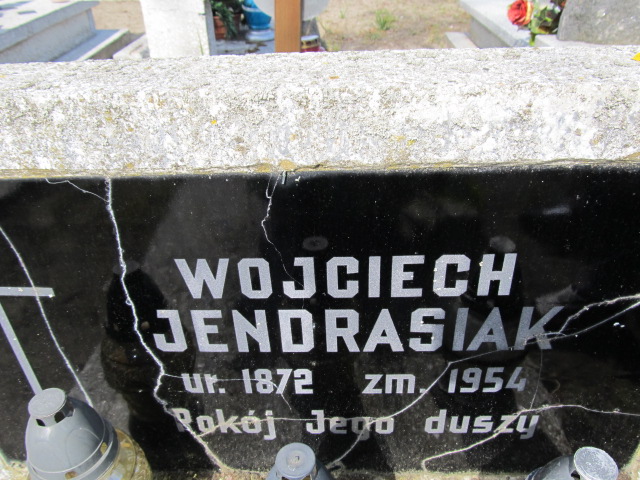 WOJCIECH
JENDRASIAK
ur. 1872 zm. 1954
Pokój Jego duszy